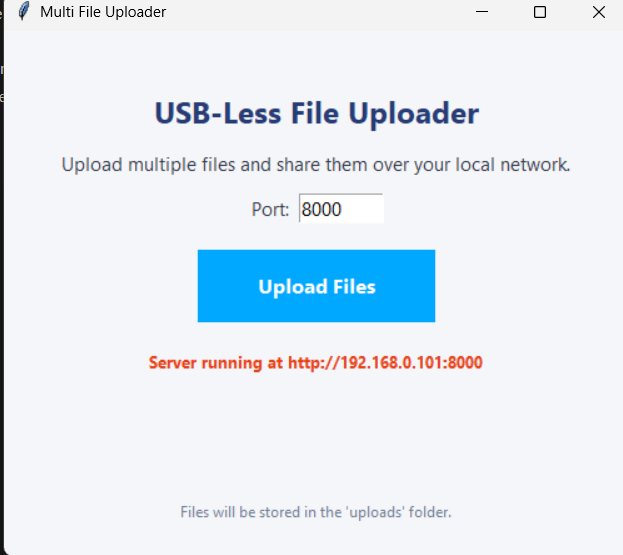 Multi File Uploader
USB-Less File Uploader
Upload multiple files and share them over your local network.
Port: 8000
Upload Files
Server running at http://192.168.0.101:8000
Files will be stored in the 'uploads' folder.